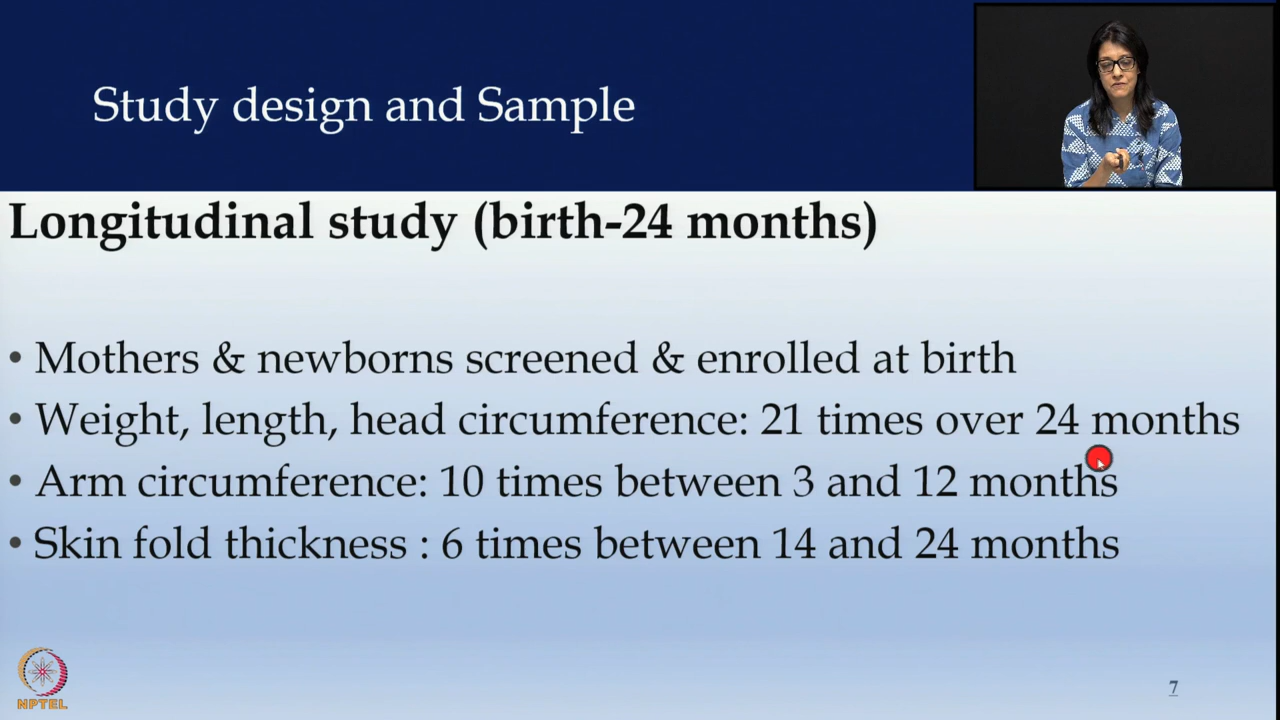 Study design and Sample
Longitudinal study (birth-24 months)
• Mothers & newborns screened & enrolled at birth
• Weight, length, head circumference: 21 times over 24 months
• Arm circumference: 10 times between 3 and 12 months
• Skin fold thickness : 6 times between 14 and 24 months
NPTEL
7